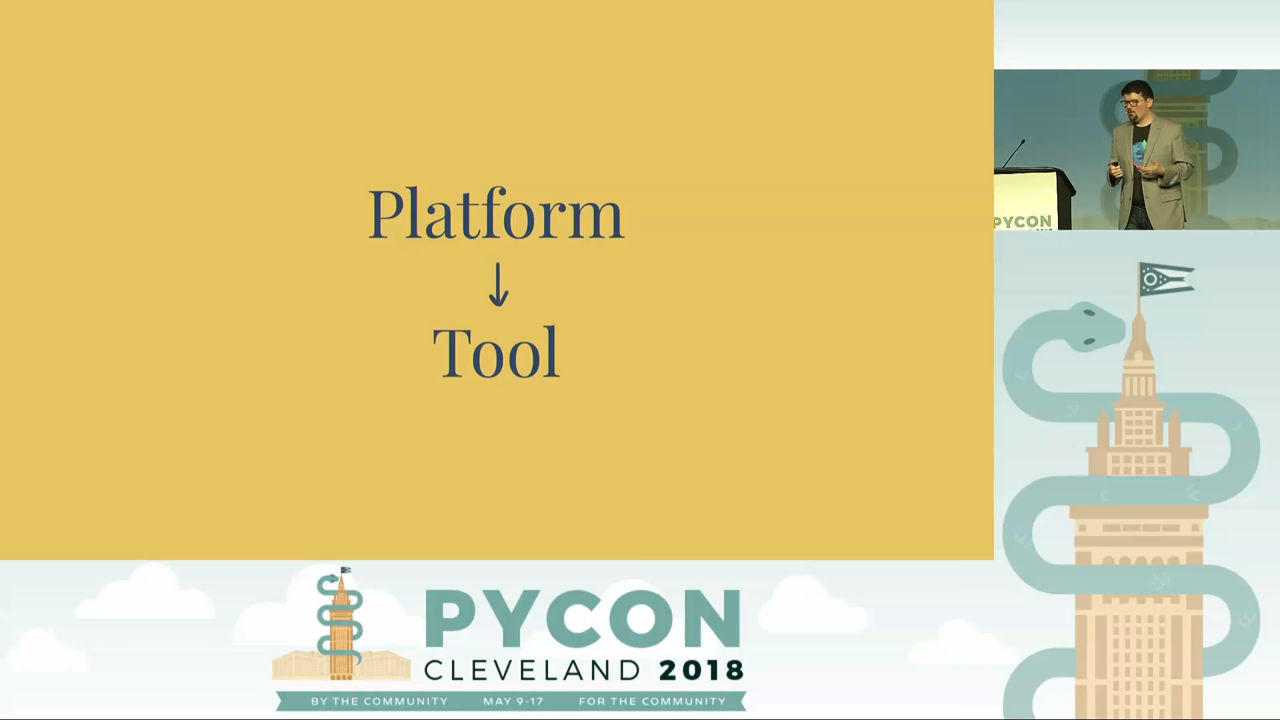 Platform
↓
Tool
PYCON
PYCON
CLEVELAND 2018
BY THE COMMUNITY MAY 9-17 FOR THE COMMUNITY